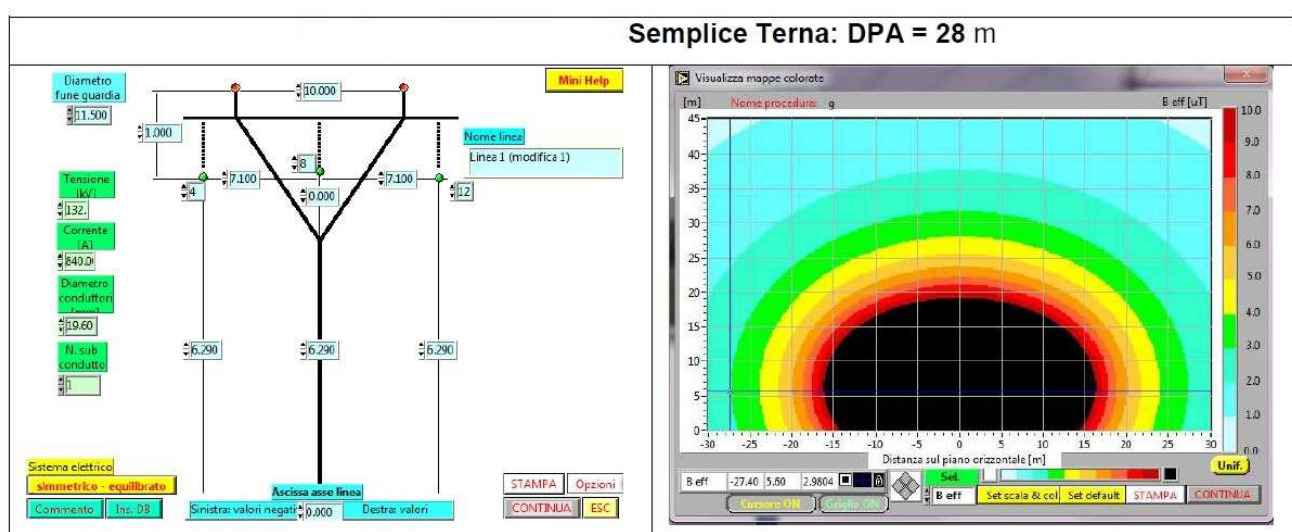 Semplice Terna: DPA = 28 m
Diametro
fune guardia
11.500
10.000
Mini Help
1.000
Nome linea
Linea 1 (modifica 1)
8
4
7.100
7.100
12
0.000
Tensione
[kV]
132.
Corrente
[A]
840.0
Diametro
conduttori
19.60
N. sub
condutto
1
6.290
6.290
6.290
Sistema elettrico
simmetrico - equilibrato
Commento
Ins. DB
Ascissa asse linea
Sinistra: valori negati
0.000
Destra: valori
STAMPA
Opzioni
CONTINUA
ESC
Visualizza mappe colorate
[m]
Nome procedura: g
B eff [uT]
45
40
35
30
25
20
15
10
5
0
-30 -25 -20 -15 -10 -5 0 5 10 15 20 25 30
Distanza sul piano orizzontale [m]
10.0
9.0
8.0
7.0
6.0
5.0
4.0
3.0
2.0
1.0
0.0
Unif.
B eff
-27.40 5.60 2.9804
Cursore ON
Griglia ON
Sel.
B eff
Set scala & col
Set default
STAMPA
CONTINUA